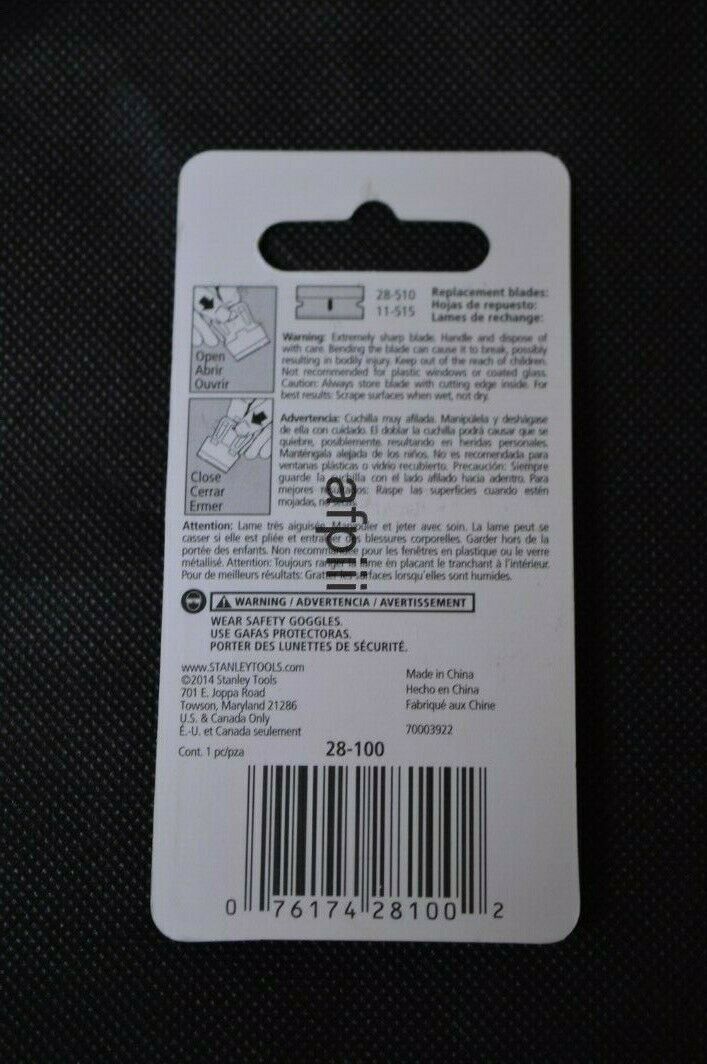 Open
Abrir
Ouvrir
28-510
11-515
Replacement blades:
Hojas de repuesto:
Lames de rechange:
Warning: Extremely sharp blade. Handle and dispose of
with care. Bending the blade can cause it to break, possibly
resulting in bodily injury. Keep out of the reach of children.
Not recommended for plastic windows or coated glass.
Caution: Always store blade with cutting edge inside. For
best results: Scrape surfaces when wet, not dry.
Close
Cerrar
Ermer
Advertencia: Cuchilla muy afilada. Manipúlela y deshágase
de ella con cuidado. El doblar la cuchilla podrá causar que se
quiebre, posiblemente resultando en heridas personales.
Manténgala alejada de los niños. No es recomendada para
ventanas plásticas o vidrio recubierto. Precaución: Siempre
guarde la cuchilla con el lado afilado hacia adentro. Para
mejores resultados: Raspe las superficies cuando estén
mojadas, no
afpiii
Attention: Lame très aiguisée. Manipuler et jeter avec soin. La lame peut se
casser si elle est pliée et entraîner des blessures corporelles. Garder hors de la
portée des enfants. Non recommandée pour les fenêtres en plastique ou le verre
métallisé. Attention: Toujours ranger la lame en placant le tranchant à l'intérieur.
Pour de meilleurs résultats: Gratter les surfaces lorsqu'elles sont humides.
WARNING / ADVERTENCIA / AVERTISSEMENT
WEAR SAFETY GOGGLES.
USE GAFAS PROTECTORAS.
PORTER DES LUNETTES DE SÉCURITÉ.
www.STANLEYTOOLS.com
©2014 Stanley Tools
701 E. Joppa Road
Towson, Maryland 21286
U.S. & Canada Only
É.-U. et Canada seulement
Made in China
Hecho en China
Fabriqué aux Chine
70003922
Cont. 1 pc/pza
28-100
0 76174 28100 2